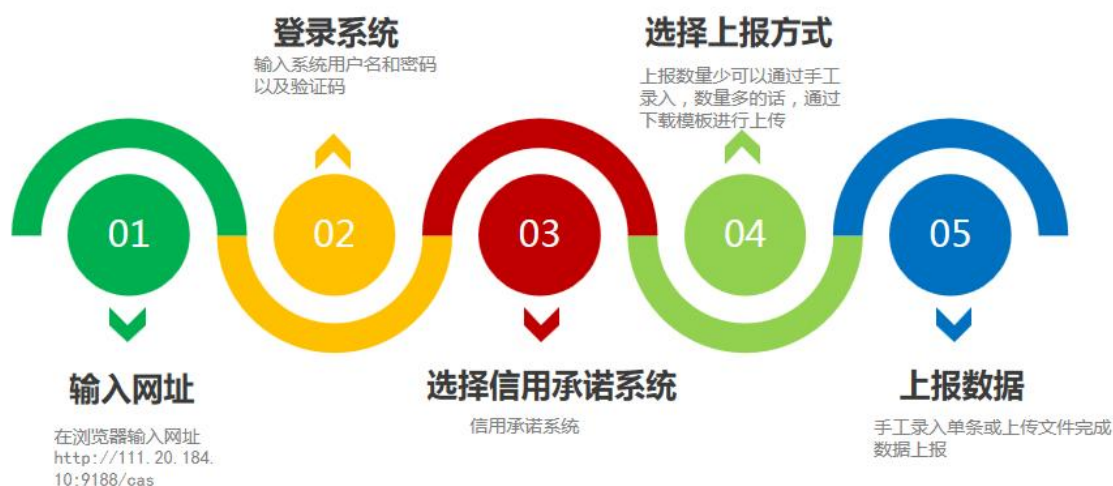 登录系统
输入系统用户名和密码
以及验证码
选择上报方式
上报数量少可以通过手工
录入，数量多的话，通过
下载模板进行上传
01
02
03
04
05
输入网址
在浏览器输入网址
http://111.20.184.
10:9188/cas
选择信用承诺系统
信用承诺系统
上报数据
手工录入单条或上传文件完成
数据上报